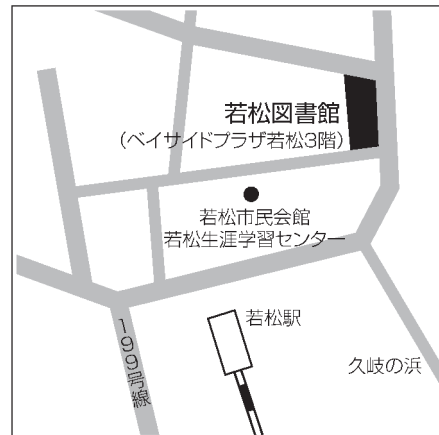 若松図書館
（ベイサイドプラザ若松3階）
若松市民会館
若松生涯学習センター
若松駅
199号線
久岐の浜